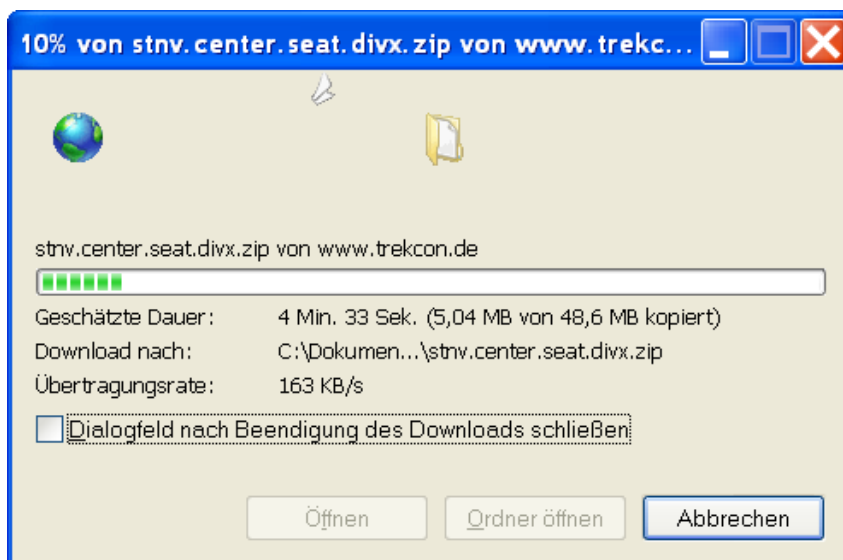 10% von stnv.center.seat.divx.zip von www.trekc...
stnv.center.seat.divx.zip von www.trekcon.de
Geschätzte Dauer: 4 Min. 33 Sek. (5,04 MB von 48,6 MB kopiert)
Download nach: C:\Dokumen...\stnv.center.seat.divx.zip
Übertragungsrate: 163 KB/s
Dialogfeld nach Beendigung des Downloads schließen
Öffnen Ordner öffnen Abbrechen